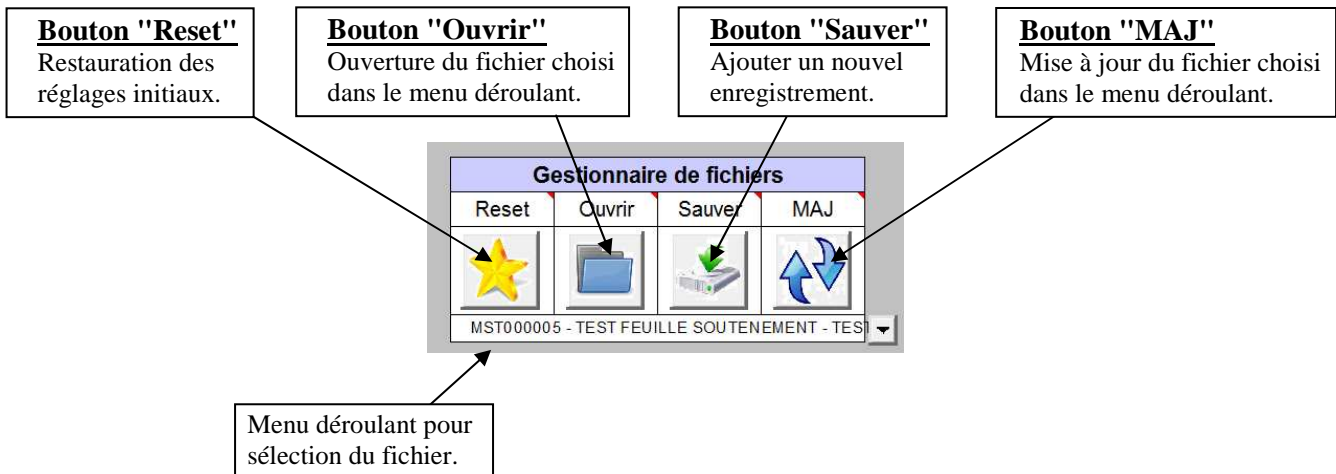 Bouton "Reset"
Restauration des
réglages initiaux.
Bouton "Ouvrir"
Ouverture du fichier choisi
dans le menu déroulant.
Bouton "Sauver"
Ajouter un nouvel
enregistrement.
Bouton "MAJ"
Mise à jour du fichier choisi
dans le menu déroulant.
Gestionnaire de fichiers
Reset Ouvrir Sauver MAJ
MST000005 - TEST FEUILLE SOUTENEMENT - TEST
Menu déroulant pour
sélection du fichier.